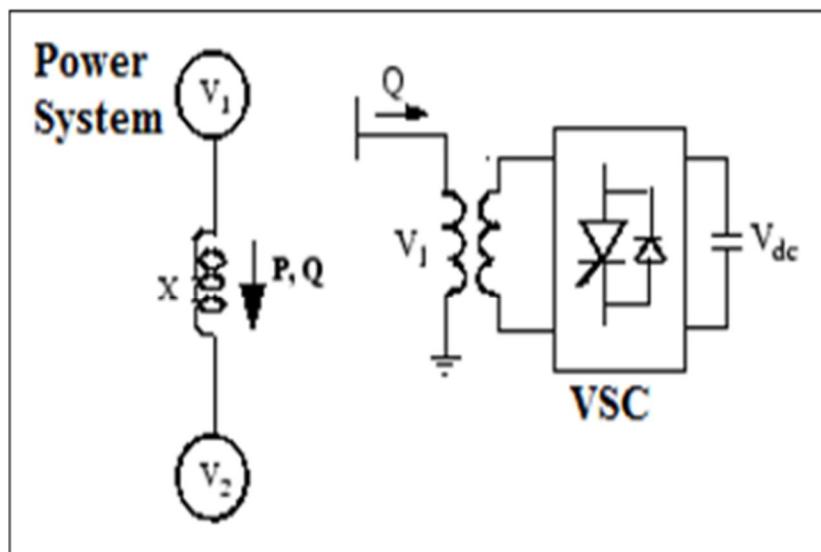 Power
System
V1
Q
X
P, Q
V1
Vdc
VSC
V2